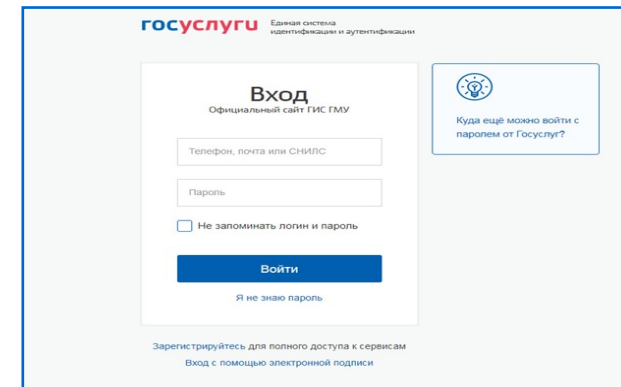 госуслуги
Единая система
идентификации и аутентификации
Вход
Официальный сайт ГИС ГМУ
Телефон, почта или СНИЛС
Пароль
Не запоминать логин и пароль
Войти
Я не знаю пароль
Куда ещё можно войти с
паролем от Госуслуг?
Зарегистрируйтесь для полного доступа к сервисам
Вход с помощью электронной подписи